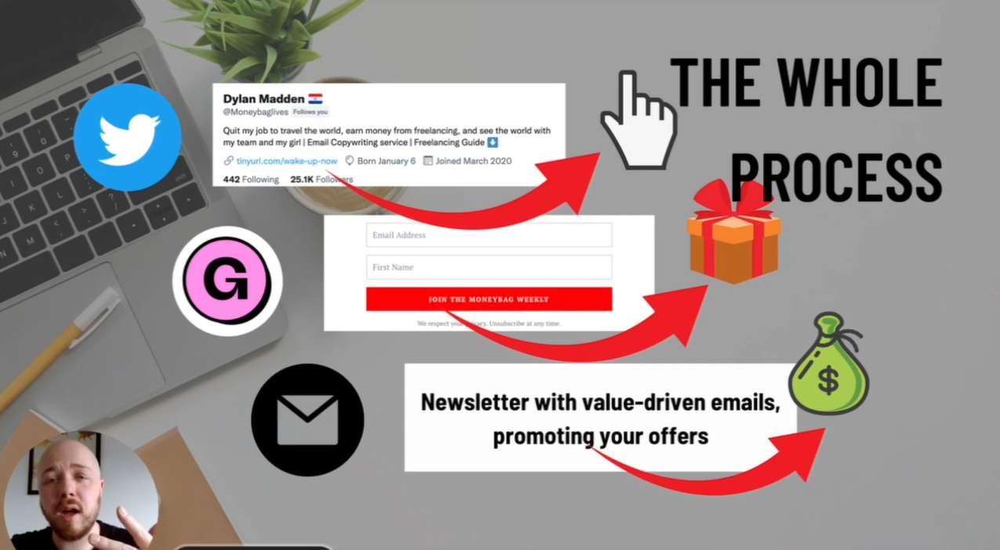 THE WHOLE
PROCESS
Dylan Madden
@Moneybaglives Follows you
Quit my job to travel the world, earn money from freelancing, and see the world with
my team and my girl | Email Copywriting service | Freelancing Guide
tinyurl.com/wake-up-now Born January 6 Joined March 2020
442 Following 25.1K Followers
Email Address
First Name
JOIN THE MONEYBAG WEEKLY
We respect your privacy. Unsubscribe at any time.
G
Newsletter with value-driven emails,
promoting your offers
$